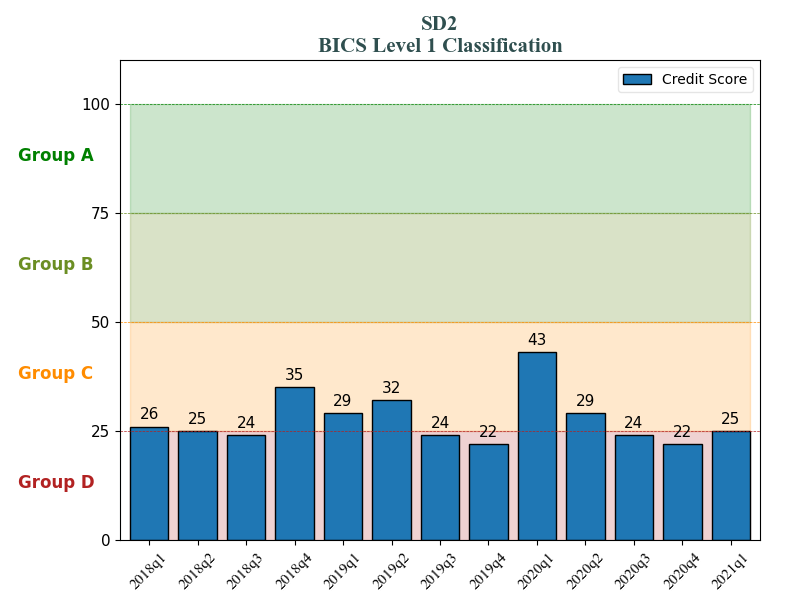 SD2
BICS Level 1 Classification
Credit Score
100
Group A
75
Group B
50
Group C
25
Group D
0
26
25
24
35
29
32
24
22
43
29
24
22
25
2018q1
2018q2
2018q3
2018q4
2019q1
2019q2
2019q3
2019q4
2020q1
2020q2
2020q3
2020q4
2021q1